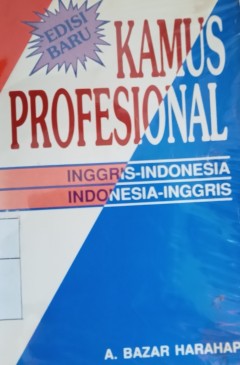 EDISI
BARU
KAMUS
PROFESIONAL
INGGRIS-INDONESIA
INDONESIA-INGGRIS
A. BAZAR HARAHAP